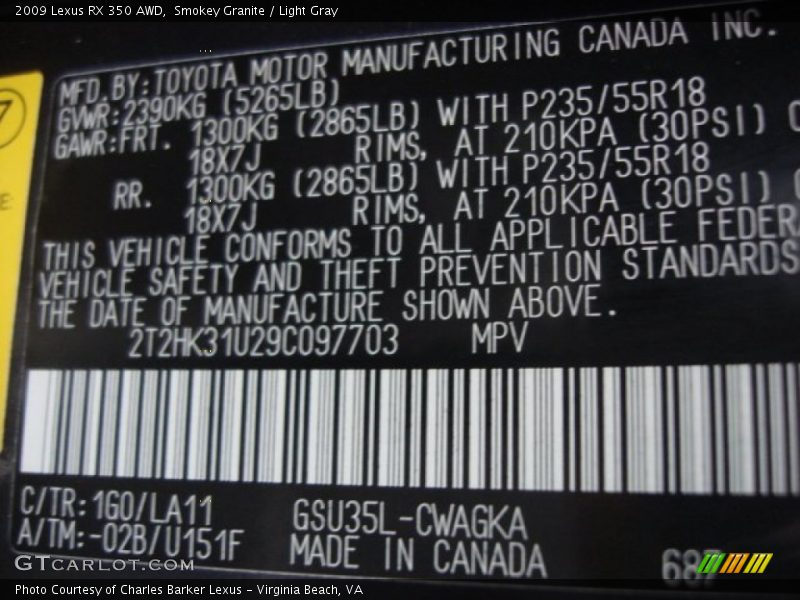 2009 Lexus RX 350 AWD, Smokey Granite / Light Gray
7
E
MFD.BY:TOYOTA MOTOR MANUFACTURING CANADA INC.
GVWR:2390KG (5265LB)
GAWR:FRT. 1300KG (2865LB) WITH P235/55R18
18X7J RIMS, AT 210KPA (30PSI) C
RR. 1300KG (2865LB) WITH P235/55R18
18X7J RIMS, AT 210KPA (30PSI) (
THIS VEHICLE CONFORMS TO ALL APPLICABLE FEDERA
VEHICLE SAFETY AND THEFT PREVENTION STANDARDS
THE DATE OF MANUFACTURE SHOWN ABOVE.
2T2HK31U29C097703 MPV
C/TR:1G0/LA11 GSU35L-CWAGKA
A/TM:-02B/U151F MADE IN CANADA
687
GTCARLOT.COM
Photo Courtesy of Charles Barker Lexus - Virginia Beach, VA